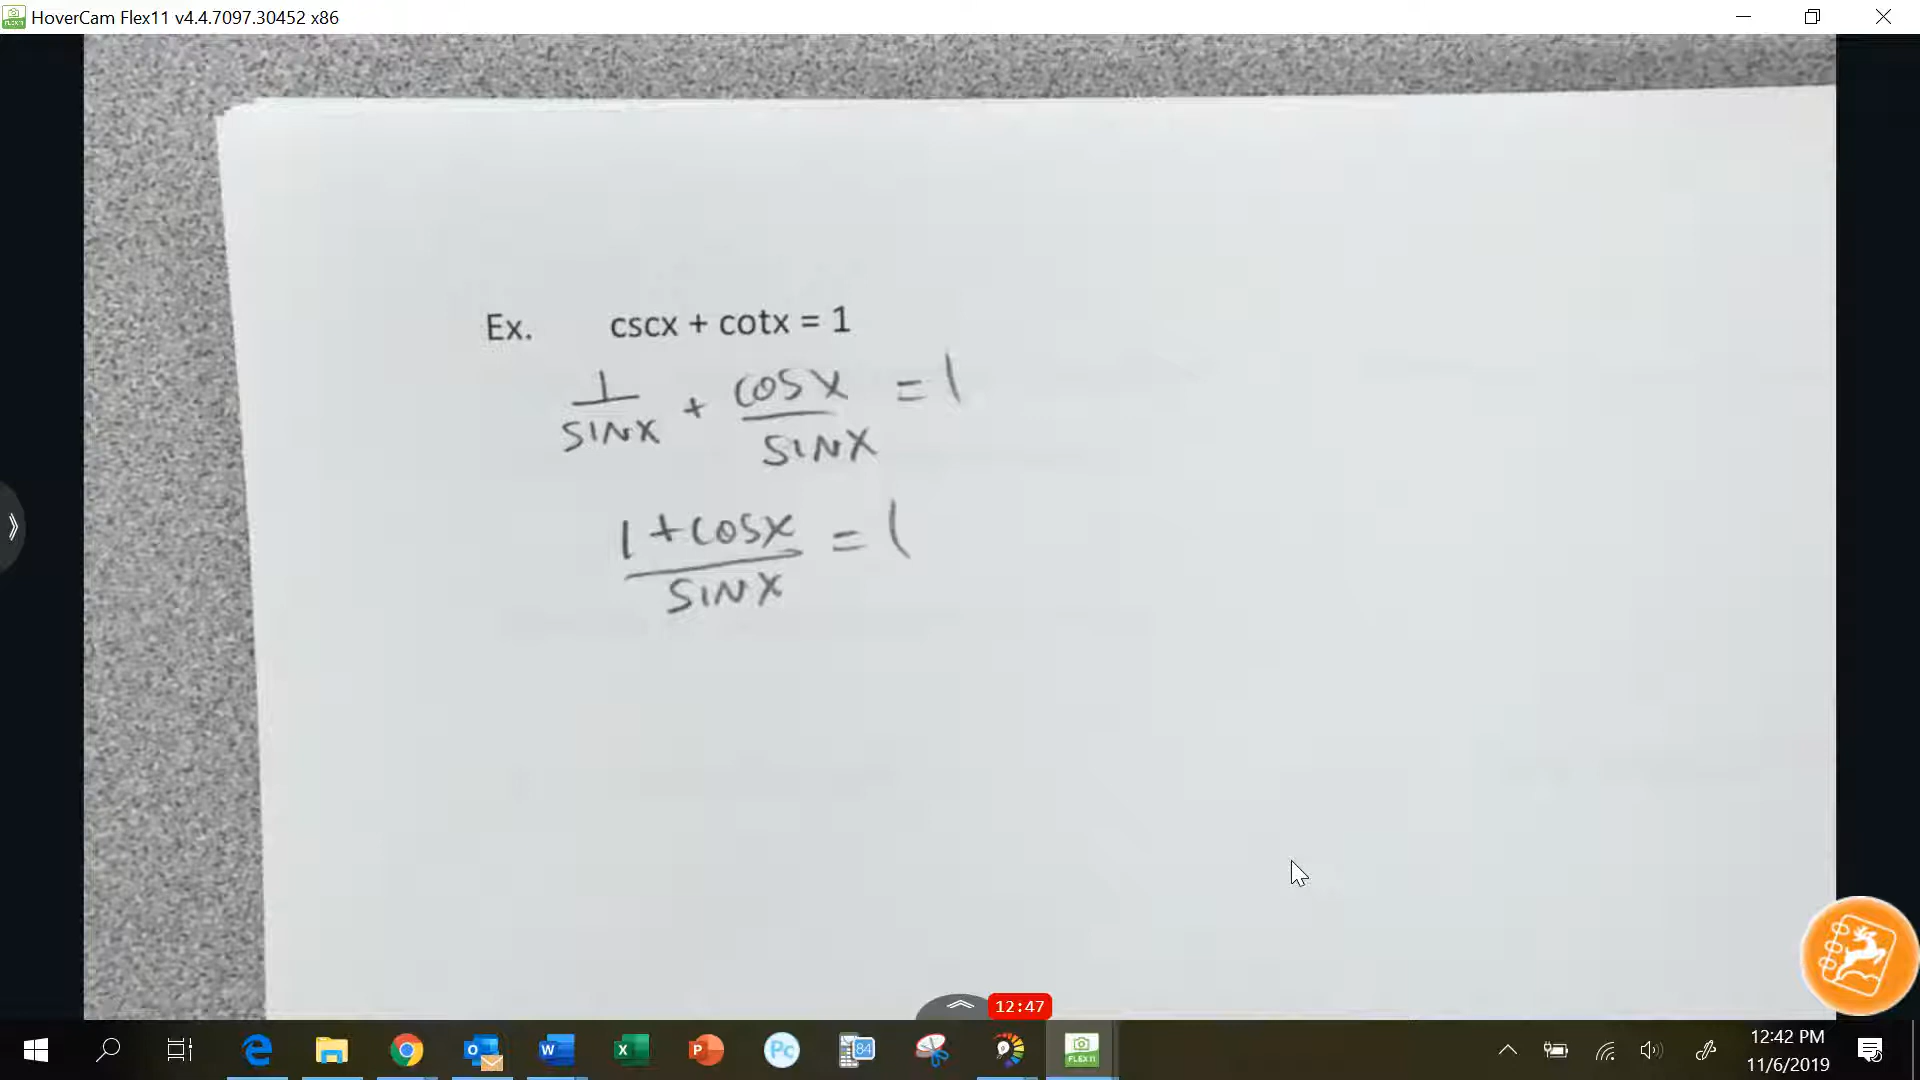 HoverCam Flex11 v4.4.7097.30452 x86
Ex. cscx + cotx = 1
1/sinx + cosx/sinx = 1
1+cosx/sinx = 1
12:47
12:42 PM
11/6/2019